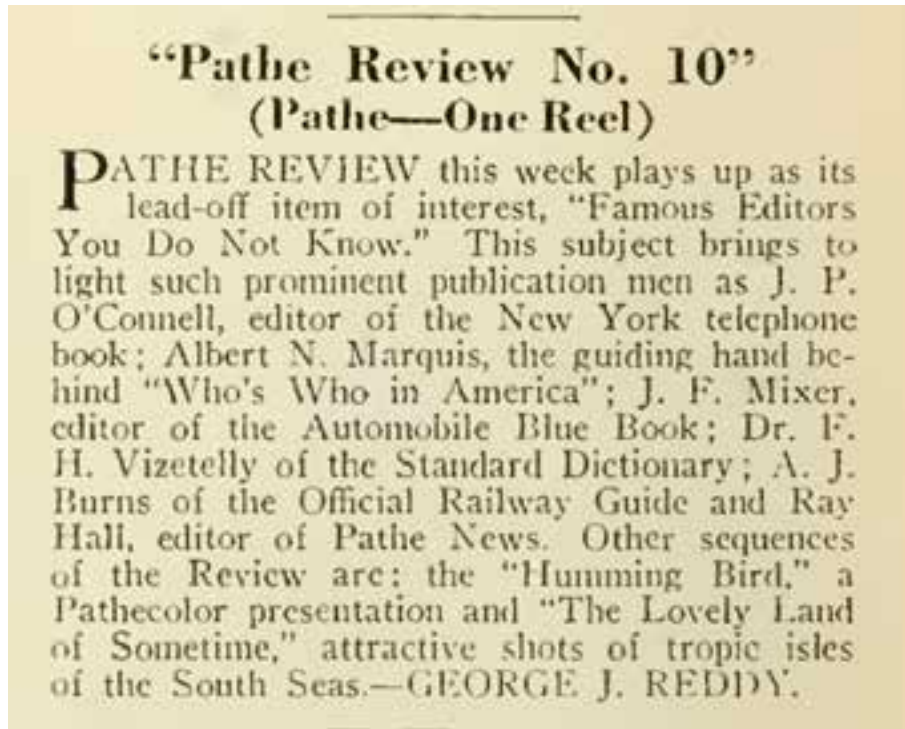 "Pathe Review No. 10"
(Pathe—One Reel)
PATHE REVIEW this week plays up as its
lead-off item of interest, "Famous Editors
You Do Not Know." This subject brings to
light such prominent publication men as J. P.
O'Connell, editor of the New York telephone
book; Albert N. Marquis, the guiding hand be-
hind "Who's Who in America"; J. F. Mixer,
editor of the Automobile Blue Book; Dr. F.
H. Vizetelly of the Standard Dictionary; A. J.
Burns of the Official Railway Guide and Ray
Hall, editor of Pathe News. Other sequences
of the Review are: the "Humming Bird," a
Pathecolor presentation and "The Lovely Land
of Sometime," attractive shots of tropic isles
of the South Seas.—GEORGE J. REDDY.